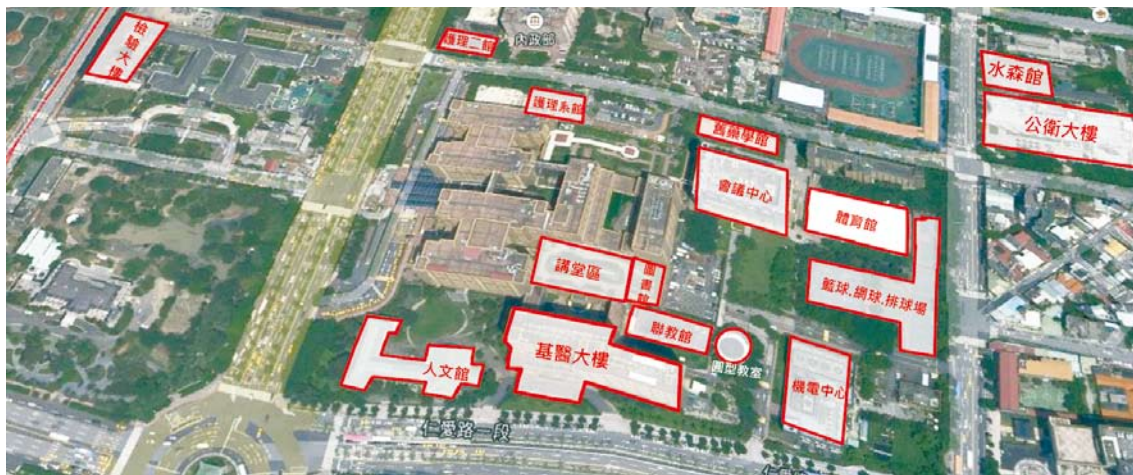 檢驗大樓
護理二館
內政部
水森館
護理系館
公衛大樓
舊藥學館
會議中心
體育館
講堂區
圖書館
籃球.網球.排球場
聯教館
基醫大樓
人文館
圓型教室
機電中心
仁愛路二段